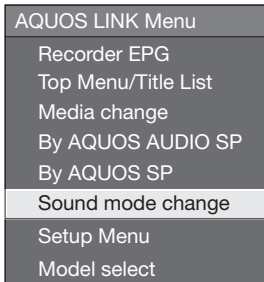 AQUOS LINK Menu
Recorder EPG
Top Menu/Title List
Media change
By AQUOS AUDIO SP
By AQUOS SP
Sound mode change
Setup Menu
Model select